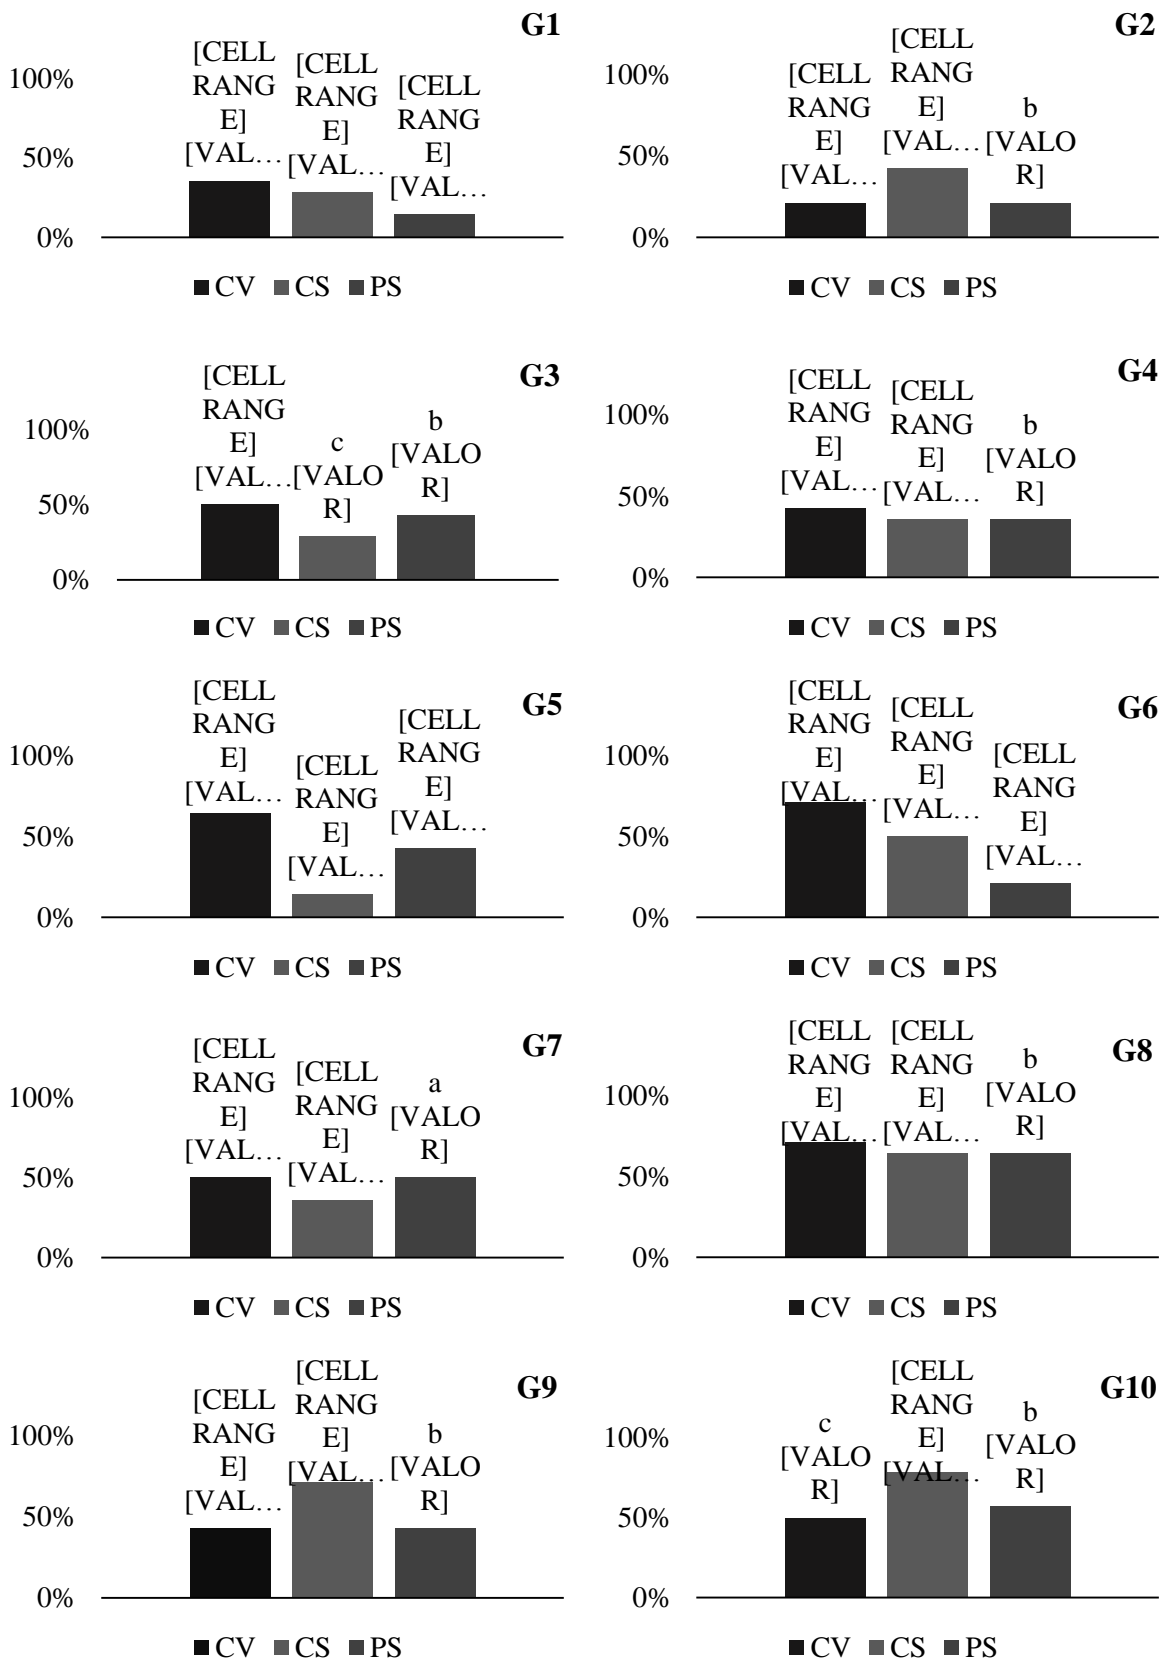 G1
[CELL
RANG
E]
[VAL…
[CELL
RANG
E]
[VAL…
[CELL
RANG
E]
[VAL…
100%
50%
0%
CV CS PS
G2
[CELL
RANG
E]
[VAL…
[CELL
RANG
E]
[VAL…
b
[VALO
R]
100%
50%
0%
CV CS PS
G3
[CELL
RANG
E]
[VAL…
c
[VALO
R]
b
[VALO
R]
100%
50%
0%
CV CS PS
G4
[CELL
RANG
E]
[VAL…
[CELL
RANG
E]
[VAL…
b
[VALO
R]
100%
50%
0%
CV CS PS
G5
[CELL
RANG
E]
[VAL…
[CELL
RANG
E]
[VAL…
[CELL
RANG
E]
[VAL…
100%
50%
0%
CV CS PS
G6
[CELL
RANG
E]
[VAL…
[CELL
RANG
E]
[VAL…
[CELL
RANG
E]
[VAL…
100%
50%
0%
CV CS PS
G7
[CELL
RANG
E]
[VAL…
[CELL
RANG
E]
[VAL…
a
[VALO
R]
100%
50%
0%
CV CS PS
G8
[CELL
RANG
E]
[VAL…
[CELL
RANG
E]
[VAL…
b
[VALO
R]
100%
50%
0%
CV CS PS
G9
[CELL
RANG
E]
[VAL…
[CELL
RANG
E]
[VAL…
b
[VALO
R]
100%
50%
0%
CV CS PS
G10
c
[VALO
R]
[CELL
RANG
E]
[VAL…
b
[VALO
R]
100%
50%
0%
CV CS PS